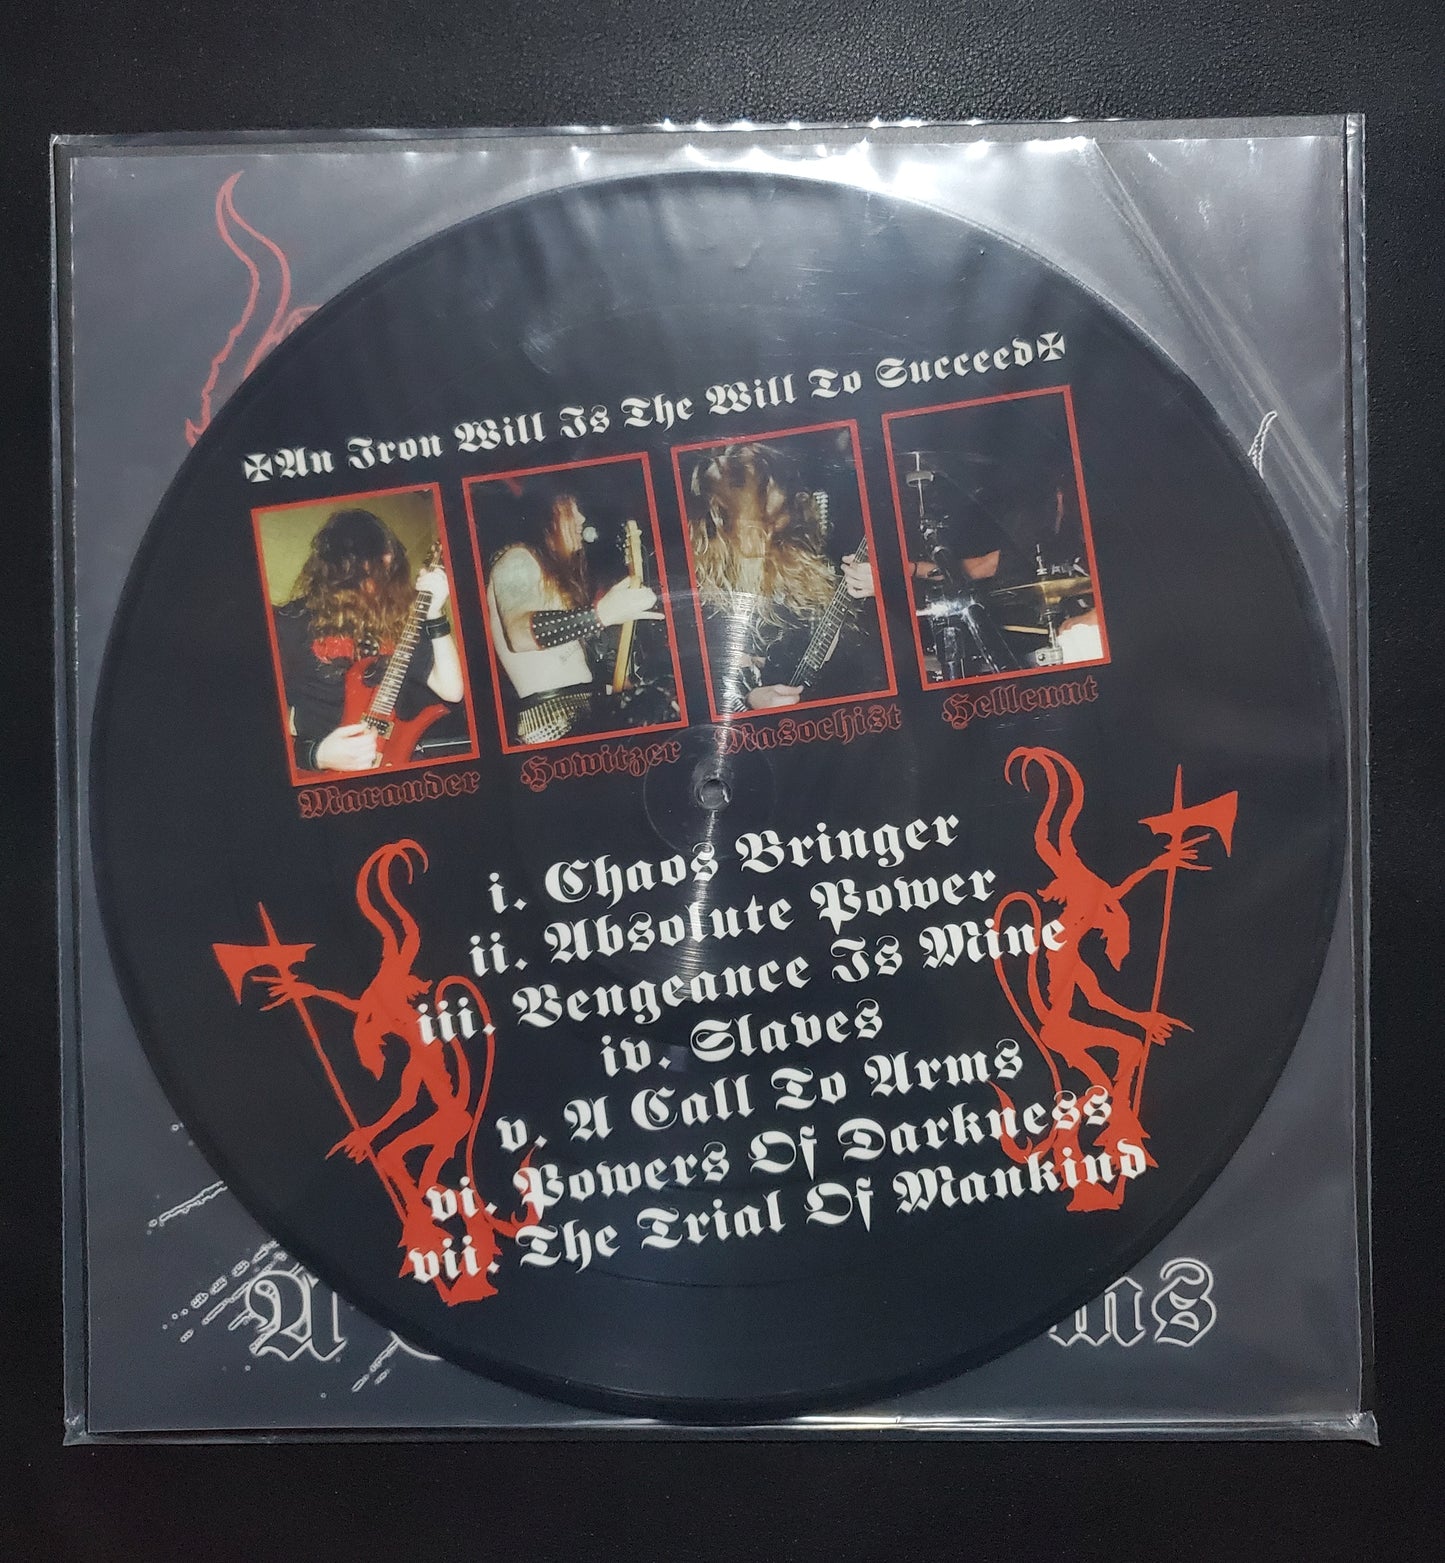 ✠An Iron Will Is The Will To Succeed✠
Marauder Howitzer Masochist Hellcunt
i. Chaos Bringer
ii. Absolute Power
iii. Vengeance Is Mine
iv. Slaves
v. A Call To Arms
vi. Powers Of Darkness
vii. The Trial Of Mankind
A